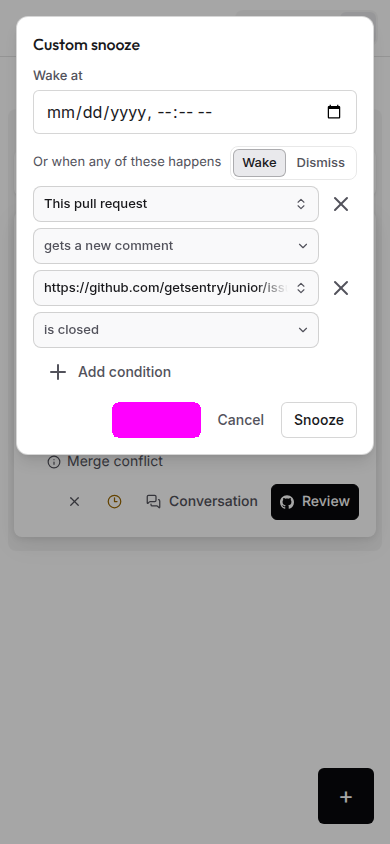 Custom snooze
Wake at
mm/dd/yyyy, --:-- --
Or when any of these happens
Wake
Dismiss
This pull request
gets a new comment
https://github.com/getsentry/junior/iss
is closed
Add condition
Cancel
Snooze
Merge conflict
Conversation
Review